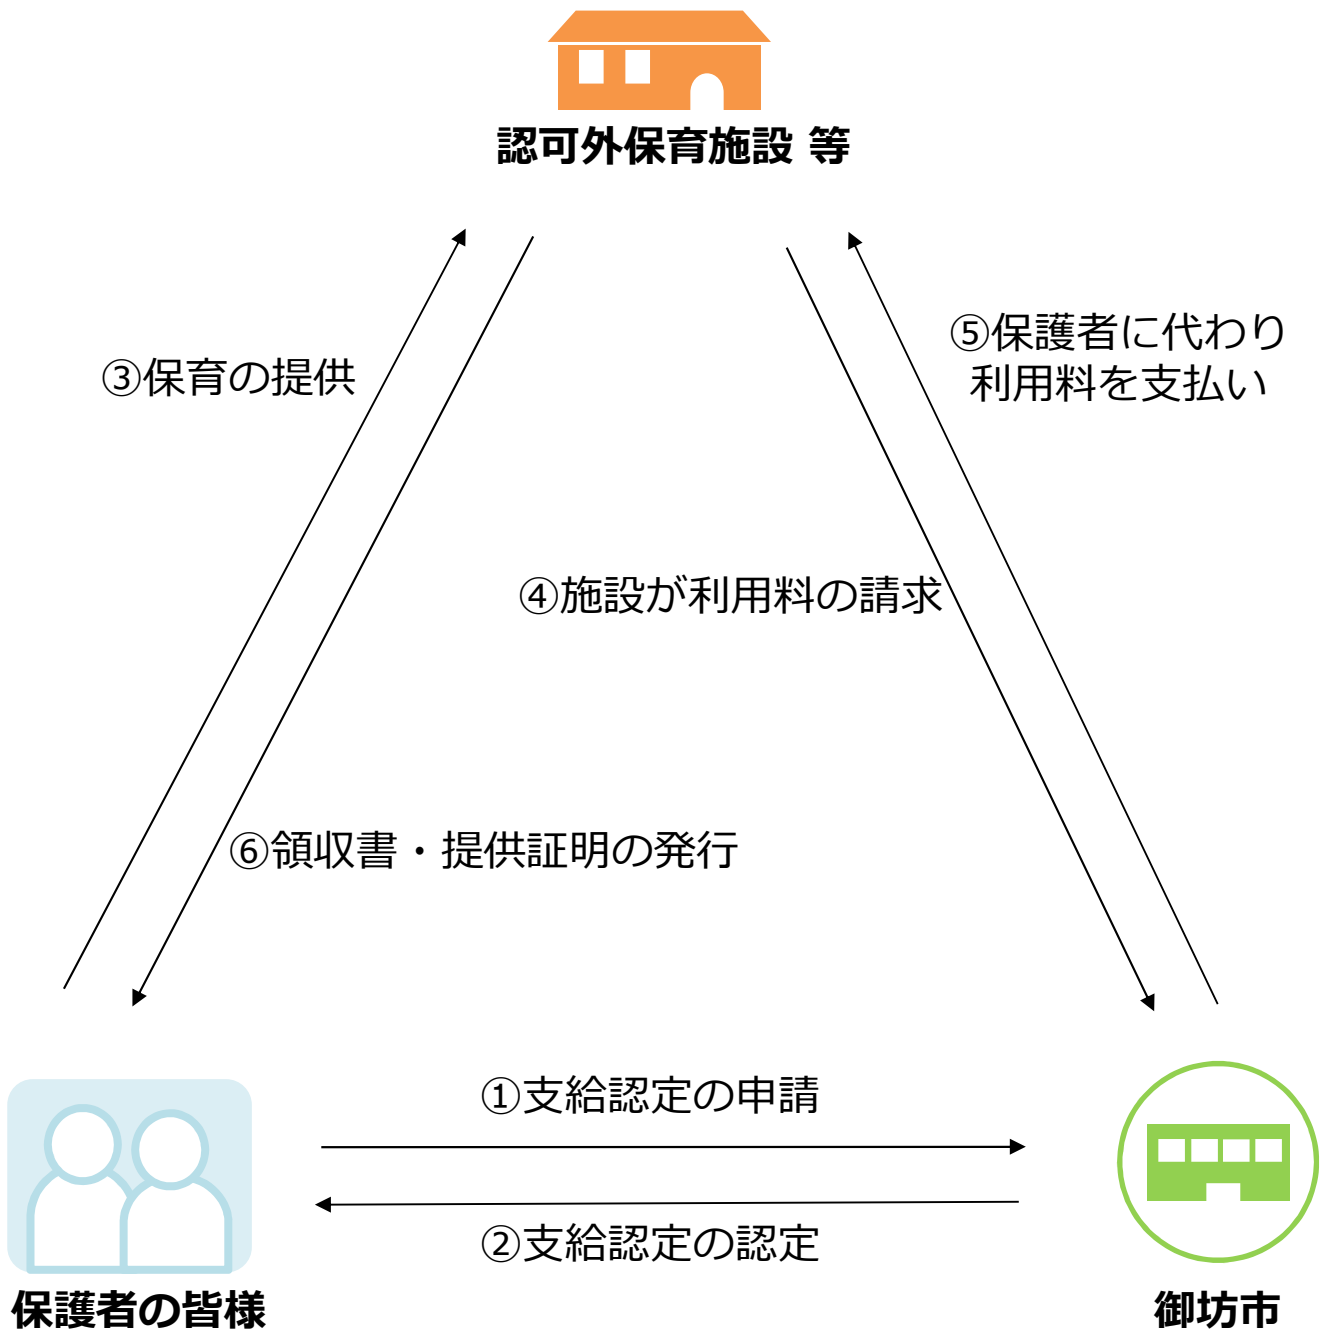 認可外保育施設 等
⑤保護者に代わり
利用料を支払い
③保育の提供
④施設が利用料の請求
⑥領収書・提供証明の発行
①支給認定の申請
②支給認定の認定
保護者の皆様
御坊市